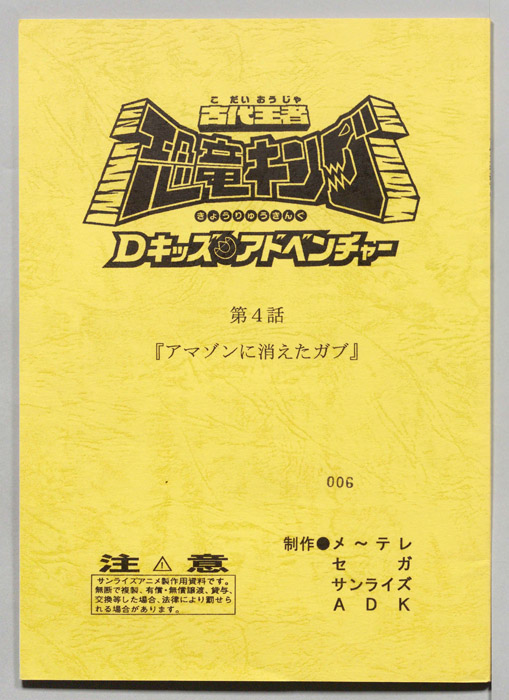 こだいおうじゃ
古代王者
恐竜キング
きょうりゅうきんぐ
Dキッズアドベンチャー
第4話
『アマゾンに消えたガブ』
006
制作●メ〜テレ
セガ
サンライズ
ADK
注⚠意
サンライズアニメ製作用資料です。
無断で複製、有償・無償譲渡、貸与、
交換等した場合、法律により罰せら
れる場合があります。